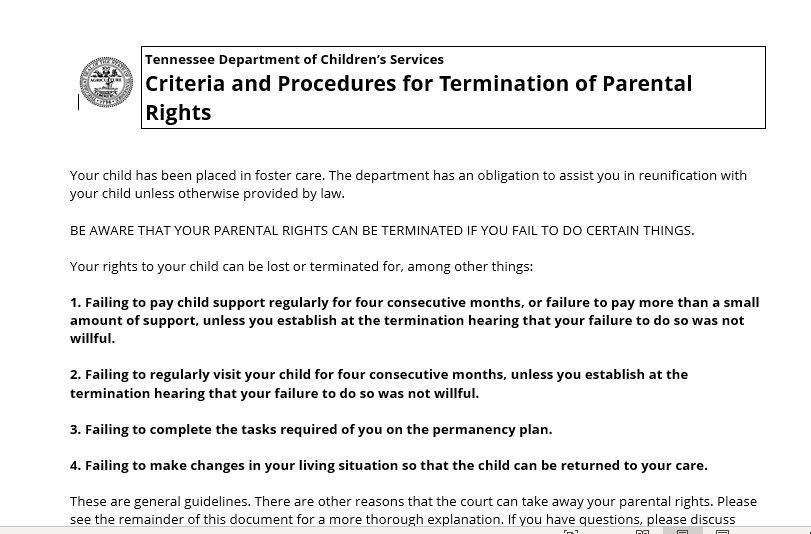 Tennessee Department of Children's Services
Criteria and Procedures for Termination of Parental
Rights
AGRICULTURE
1796
Your child has been placed in foster care. The department has an obligation to assist you in reunification with
your child unless otherwise provided by law.
BE AWARE THAT YOUR PARENTAL RIGHTS CAN BE TERMINATED IF YOU FAIL TO DO CERTAIN THINGS.
Your rights to your child can be lost or terminated for, among other things:
1. Failing to pay child support regularly for four consecutive months, or failure to pay more than a small
amount of support, unless you establish at the termination hearing that your failure to do so was not
willful.
2. Failing to regularly visit your child for four consecutive months, unless you establish at the
termination hearing that your failure to do so was not willful.
3. Failing to complete the tasks required of you on the permanency plan.
4. Failing to make changes in your living situation so that the child can be returned to your care.
These are general guidelines. There are other reasons that the court can take away your parental rights. Please
see the remainder of this document for a more thorough explanation. If you have questions, please discuss